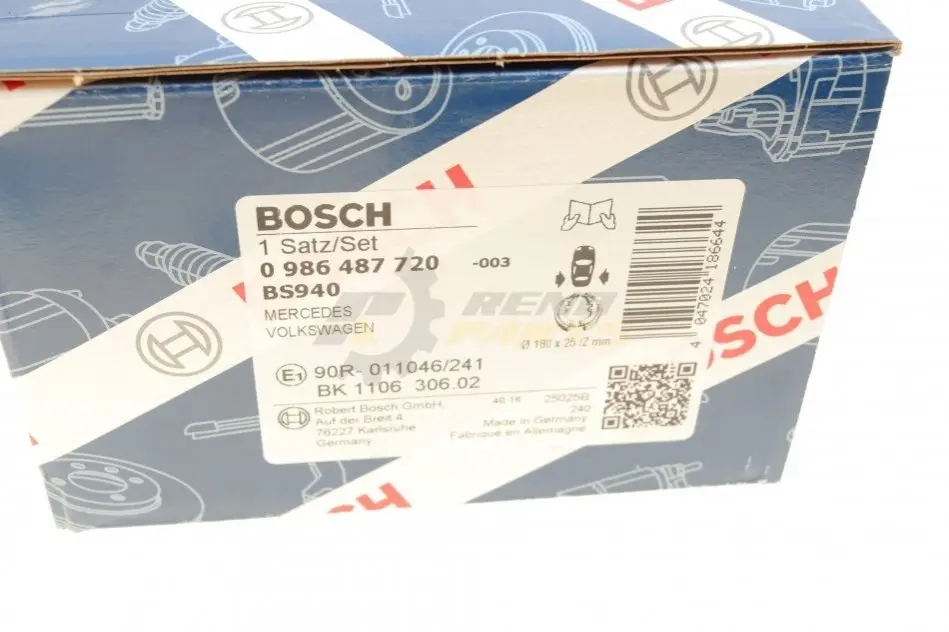 BOSCH
1 Satz/Set
0 986 487 720 -003
BS940
MERCEDES
VOLKSWAGEN
Ø 180 x 25 /2 mm
E1 90R- 011046/241
BK 1106 306.02
Robert Bosch GmbH,
Auf der Breit 4
76227 Karlsruhe
Germany
40.16 25025B
240
Made in Germany
Fabriqué en Allemagne
4 047024 186644
BOSCH
H
REMA
PARTS